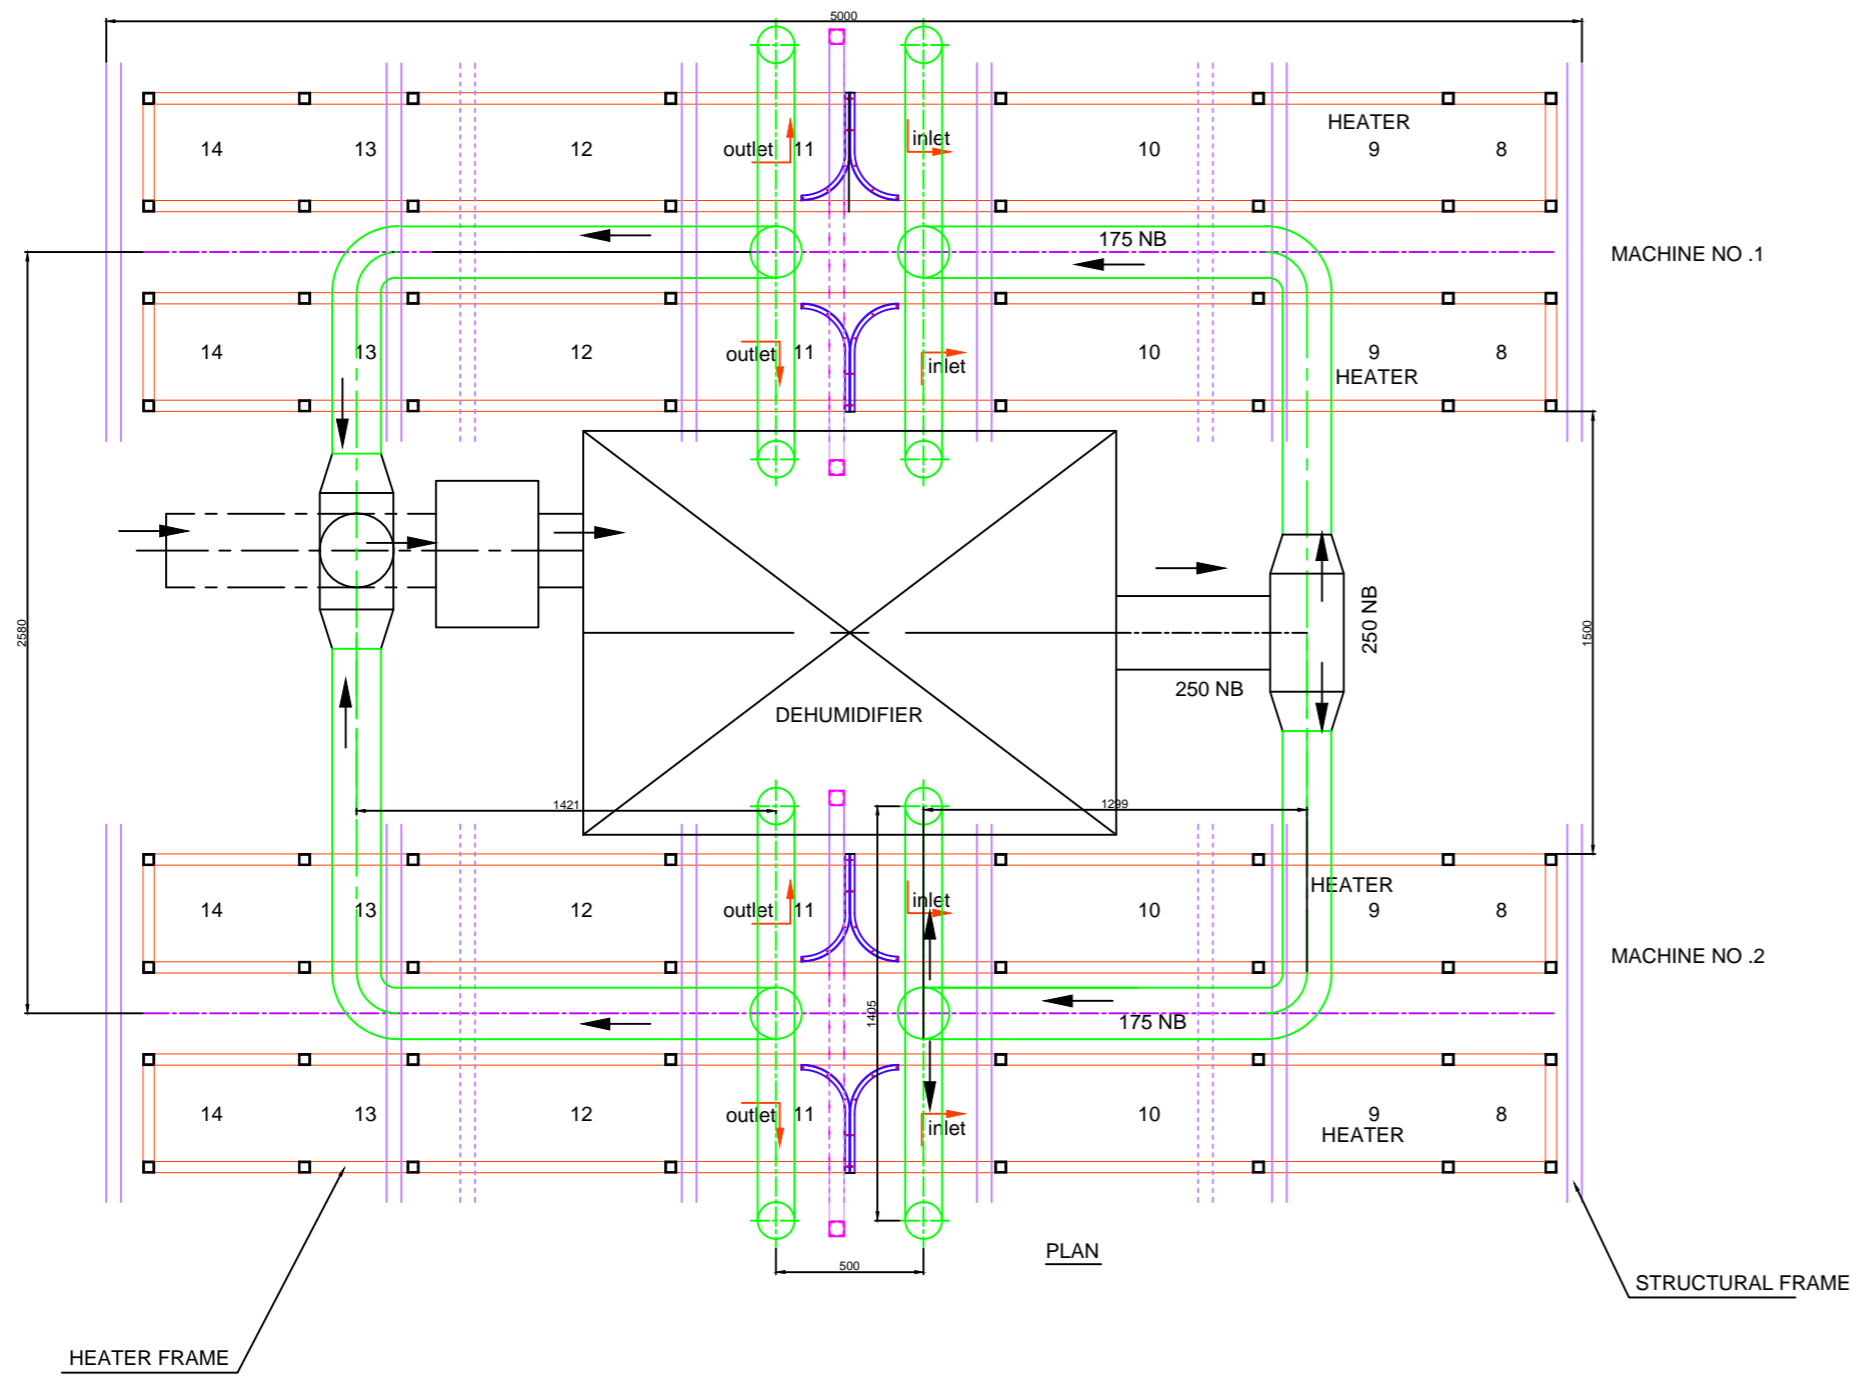 5000
HEATER
14 13 12 outlet 11 inlet 10 9 8
175 NB
MACHINE NO .1
14 13 12 outlet 11 inlet 10 9 8
HEATER
2580
1500
250 NB
250 NB
DEHUMIDIFIER
1421
1299
HEATER
14 13 12 outlet 11 inlet 10 9 8
MACHINE NO .2
1405
175 NB
14 13 12 outlet 11 inlet 10 9 8
HEATER
500
PLAN
STRUCTURAL FRAME
HEATER FRAME